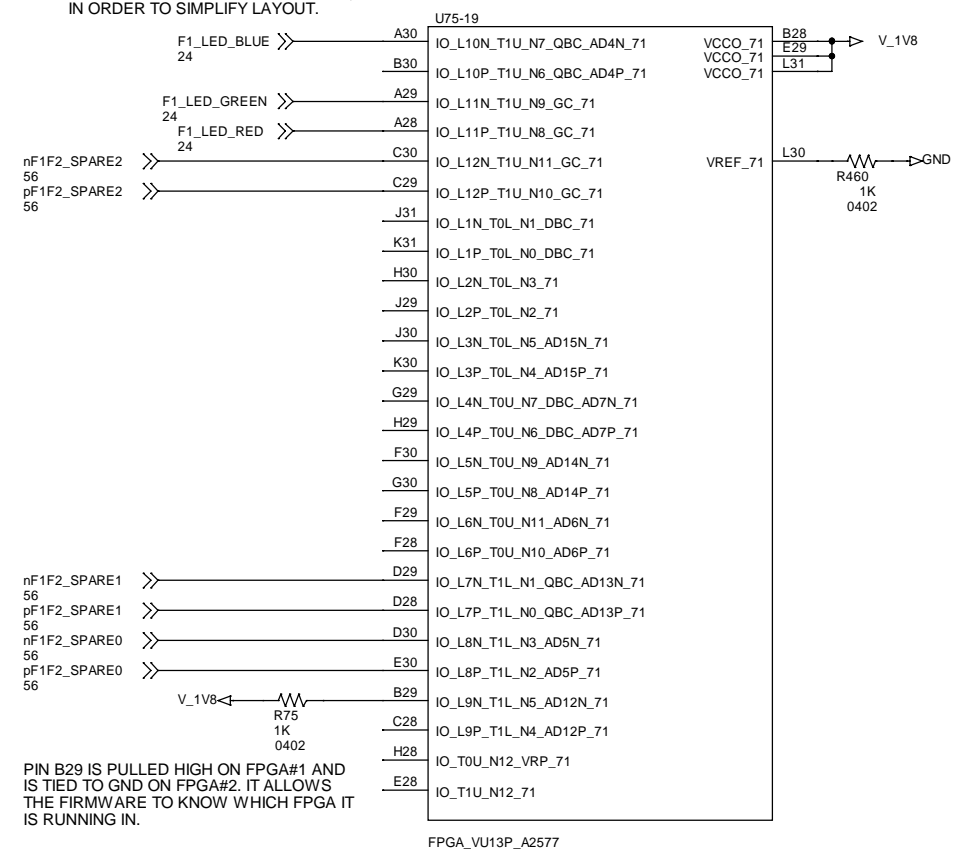 IN ORDER TO SIMPLIFY LAYOUT.
U75-19
F1_LED_BLUE
24
A30
IO_L10N_T1U_N7_QBC_AD4N_71
VCCO_71
B28
V_1V8
VCCO_71
E29
B30
IO_L10P_T1U_N6_QBC_AD4P_71
VCCO_71
L31
F1_LED_GREEN
24
A29
IO_L11N_T1U_N9_GC_71
F1_LED_RED
24
A28
IO_L11P_T1U_N8_GC_71
nF1F2_SPARE2
56
C30
IO_L12N_T1U_N11_GC_71
VREF_71
L30
GND
R460
1K
0402
pF1F2_SPARE2
56
C29
IO_L12P_T1U_N10_GC_71
J31
IO_L1N_T0L_N1_DBC_71
K31
IO_L1P_T0L_N0_DBC_71
H30
IO_L2N_T0L_N3_71
J29
IO_L2P_T0L_N2_71
J30
IO_L3N_T0L_N5_AD15N_71
K30
IO_L3P_T0L_N4_AD15P_71
G29
IO_L4N_T0U_N7_DBC_AD7N_71
H29
IO_L4P_T0U_N6_DBC_AD7P_71
F30
IO_L5N_T0U_N9_AD14N_71
G30
IO_L5P_T0U_N8_AD14P_71
F29
IO_L6N_T0U_N11_AD6N_71
F28
IO_L6P_T0U_N10_AD6P_71
nF1F2_SPARE1
56
D29
IO_L7N_T1L_N1_QBC_AD13N_71
pF1F2_SPARE1
56
D28
IO_L7P_T1L_N0_QBC_AD13P_71
nF1F2_SPARE0
56
D30
IO_L8N_T1L_N3_AD5N_71
pF1F2_SPARE0
56
E30
IO_L8P_T1L_N2_AD5P_71
V_1V8
R75
1K
0402
B29
IO_L9N_T1L_N5_AD12N_71
C28
IO_L9P_T1L_N4_AD12P_71
H28
IO_T0U_N12_VRP_71
E28
IO_T1U_N12_71
PIN B29 IS PULLED HIGH ON FPGA#1 AND
IS TIED TO GND ON FPGA#2. IT ALLOWS
THE FIRMWARE TO KNOW WHICH FPGA IT
IS RUNNING IN.
FPGA_VU13P_A2577